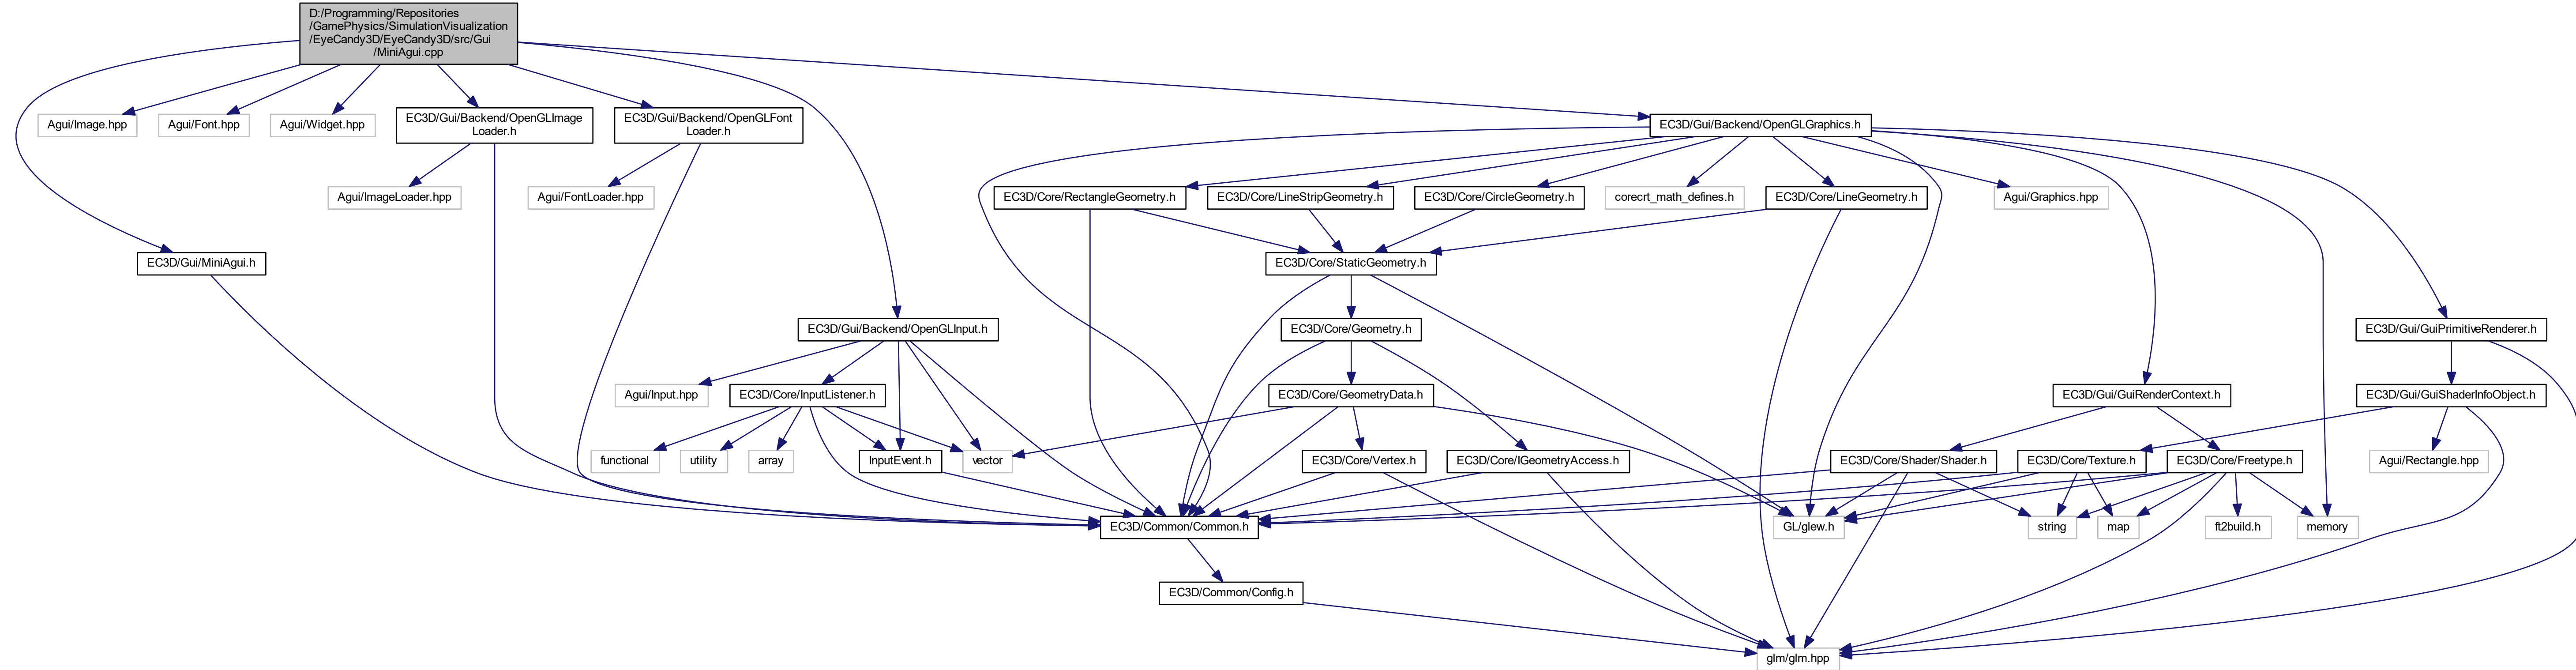 D:/Programming/Repositories
/GamePhysics/SimulationVisualization
/EyeCandy3D/EyeCandy3D/src/Gui
/MiniAgui.cpp
Agui/Image.hpp
Agui/Font.hpp
Agui/Widget.hpp
EC3D/Gui/Backend/OpenGLImage
Loader.h
EC3D/Gui/Backend/OpenGLFont
Loader.h
EC3D/Gui/Backend/OpenGLGraphics.h
Agui/ImageLoader.hpp
Agui/FontLoader.hpp
EC3D/Core/RectangleGeometry.h
EC3D/Core/LineStripGeometry.h
EC3D/Core/CircleGeometry.h
corecrt_math_defines.h
EC3D/Core/LineGeometry.h
Agui/Graphics.hpp
EC3D/Gui/MiniAgui.h
EC3D/Core/StaticGeometry.h
EC3D/Gui/Backend/OpenGLInput.h
EC3D/Core/Geometry.h
EC3D/Gui/GuiPrimitiveRenderer.h
Agui/Input.hpp
EC3D/Core/InputListener.h
EC3D/Core/GeometryData.h
EC3D/Gui/GuiRenderContext.h
EC3D/Gui/GuiShaderInfoObject.h
functional
utility
array
InputEvent.h
vector
EC3D/Core/Vertex.h
EC3D/Core/IGeometryAccess.h
EC3D/Core/Shader/Shader.h
EC3D/Core/Texture.h
EC3D/Core/Freetype.h
Agui/Rectangle.hpp
EC3D/Common/Common.h
GL/glew.h
string
map
ft2build.h
memory
EC3D/Common/Config.h
glm/glm.hpp